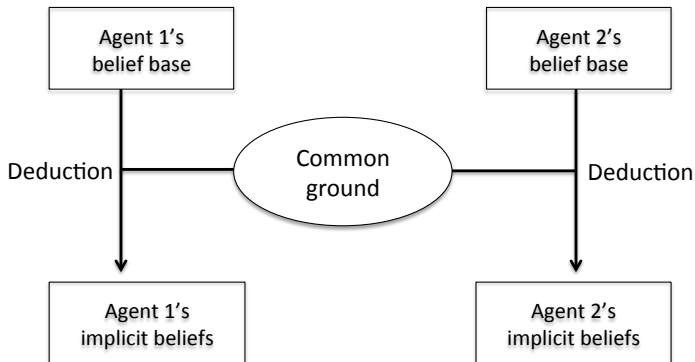 Agent 1's
belief base
Agent 2's
belief base
Deduction
Common
ground
Deduction
Agent 1's
implicit beliefs
Agent 2's
implicit beliefs